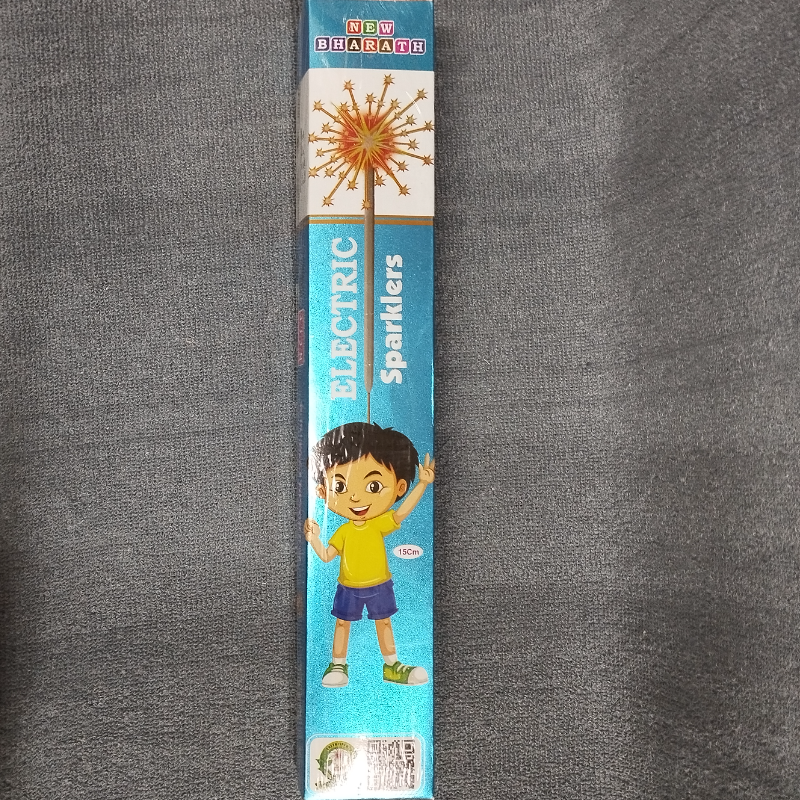 NEW
BHARATH
ELECTRIC
Sparklers
15Cm